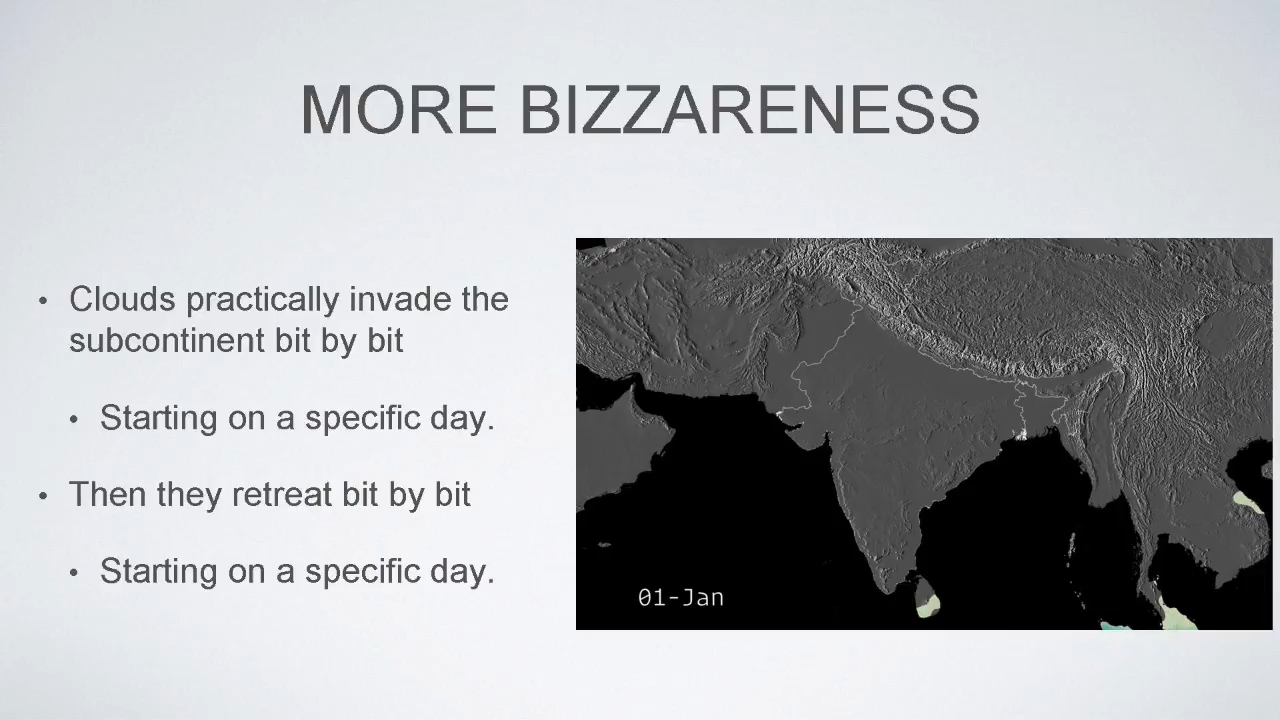 MORE BIZZARENESS
• Clouds practically invade the
subcontinent bit by bit
• Starting on a specific day.
• Then they retreat bit by bit
• Starting on a specific day.
01-Jan